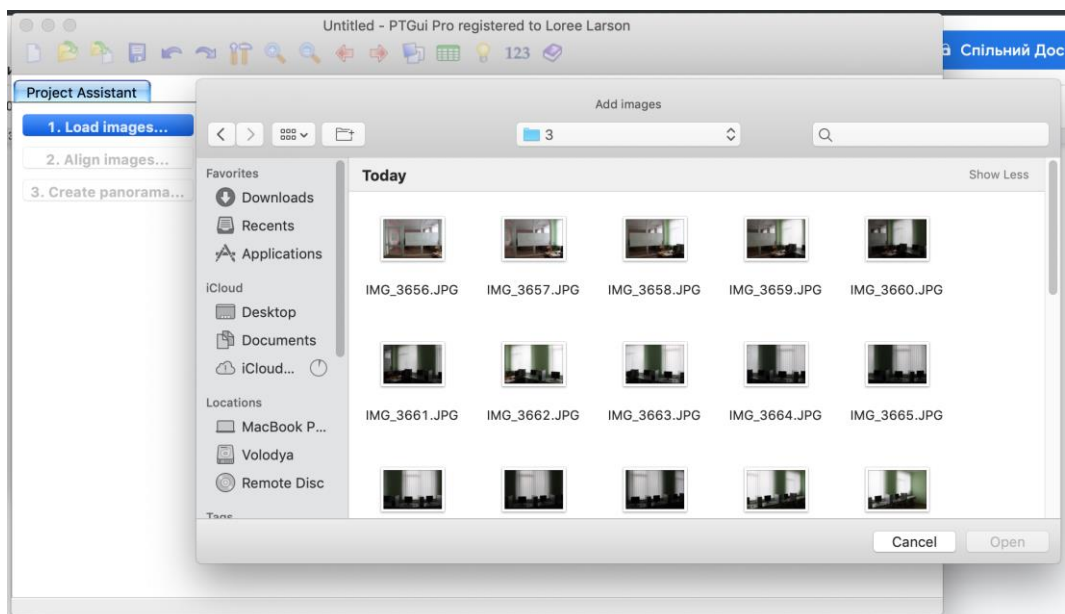 Untitled - PTGui Pro registered to Loree Larson
123
Спільний Дос
Project Assistant
1. Load images...
2. Align images...
3. Create panorama...
Add images
3
Favorites
Downloads
Recents
Applications
iCloud
Desktop
Documents
iCloud...
Locations
MacBook P...
Volodya
Remote Disc
Tags
Today
Show Less
IMG_3656.JPG IMG_3657.JPG IMG_3658.JPG IMG_3659.JPG IMG_3660.JPG
IMG_3661.JPG IMG_3662.JPG IMG_3663.JPG IMG_3664.JPG IMG_3665.JPG
Cancel Open